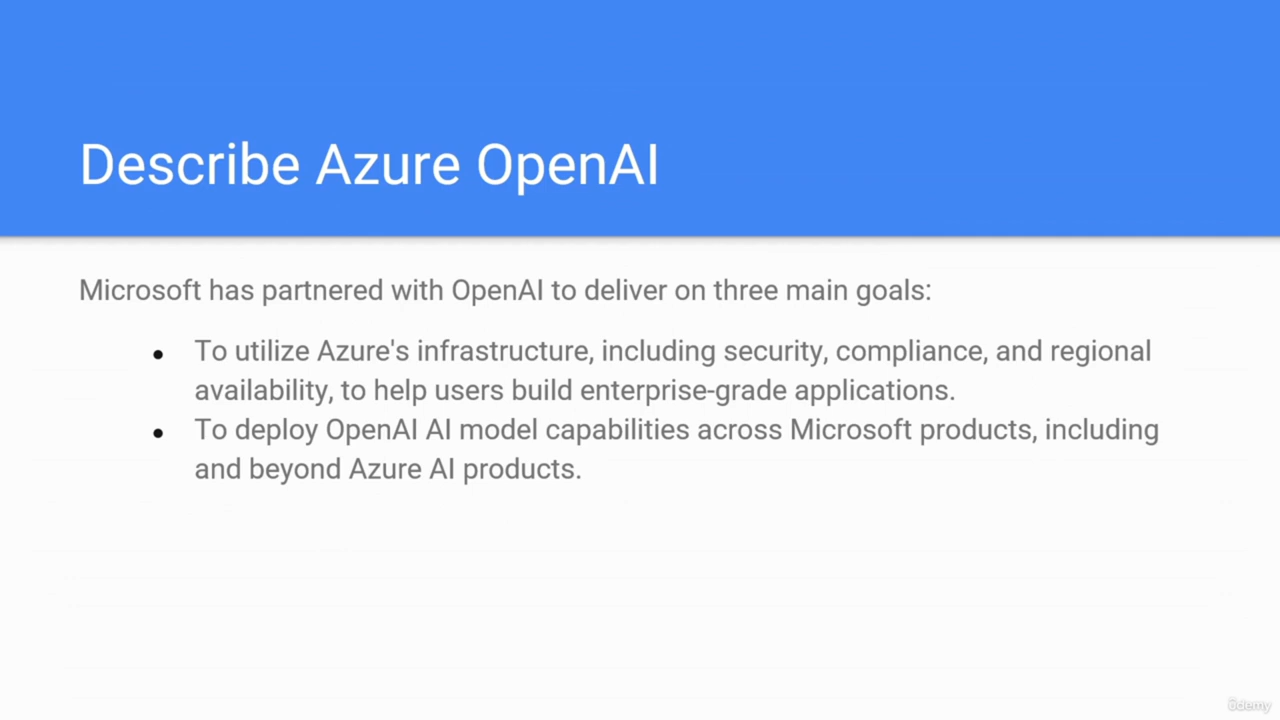 Describe Azure OpenAI
Microsoft has partnered with OpenAI to deliver on three main goals:
● To utilize Azure's infrastructure, including security, compliance, and regional
availability, to help users build enterprise-grade applications.
● To deploy OpenAI AI model capabilities across Microsoft products, including
and beyond Azure AI products.
ûdemy